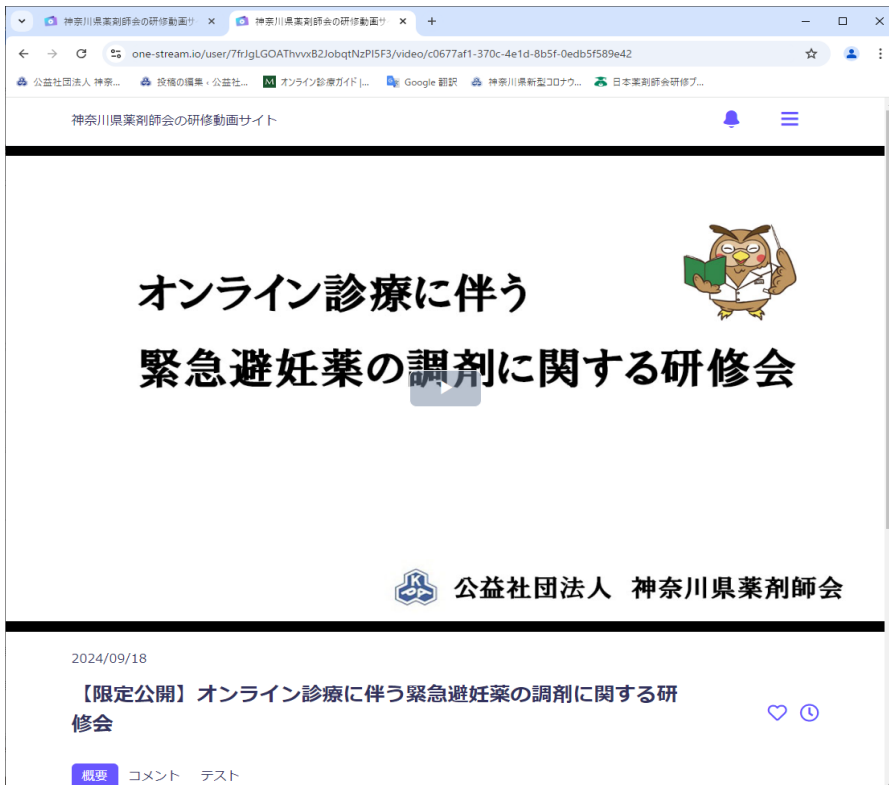 神奈川県薬剤師会の研修動画サ
神奈川県薬剤師会の研修動画サ
one-stream.io/user/7frJgLGOAThvvxB2JobqtNzPI5F3/video/c0677af1-370c-4e1d-8b5f-0edb5f589e42
公益社団法人 神奈...
投稿の編集 ‹ 公益社...
M オンライン診療ガイド |...
Google 翻訳
神奈川県新型コロナウ...
日本薬剤師会研修プ...
神奈川県薬剤師会の研修動画サイト
オンライン診療に伴う
緊急避妊薬の調剤に関する研修会
公益社団法人 神奈川県薬剤師会
2024/09/18
【限定公開】オンライン診療に伴う緊急避妊薬の調剤に関する研
修会
概要 コメント テスト